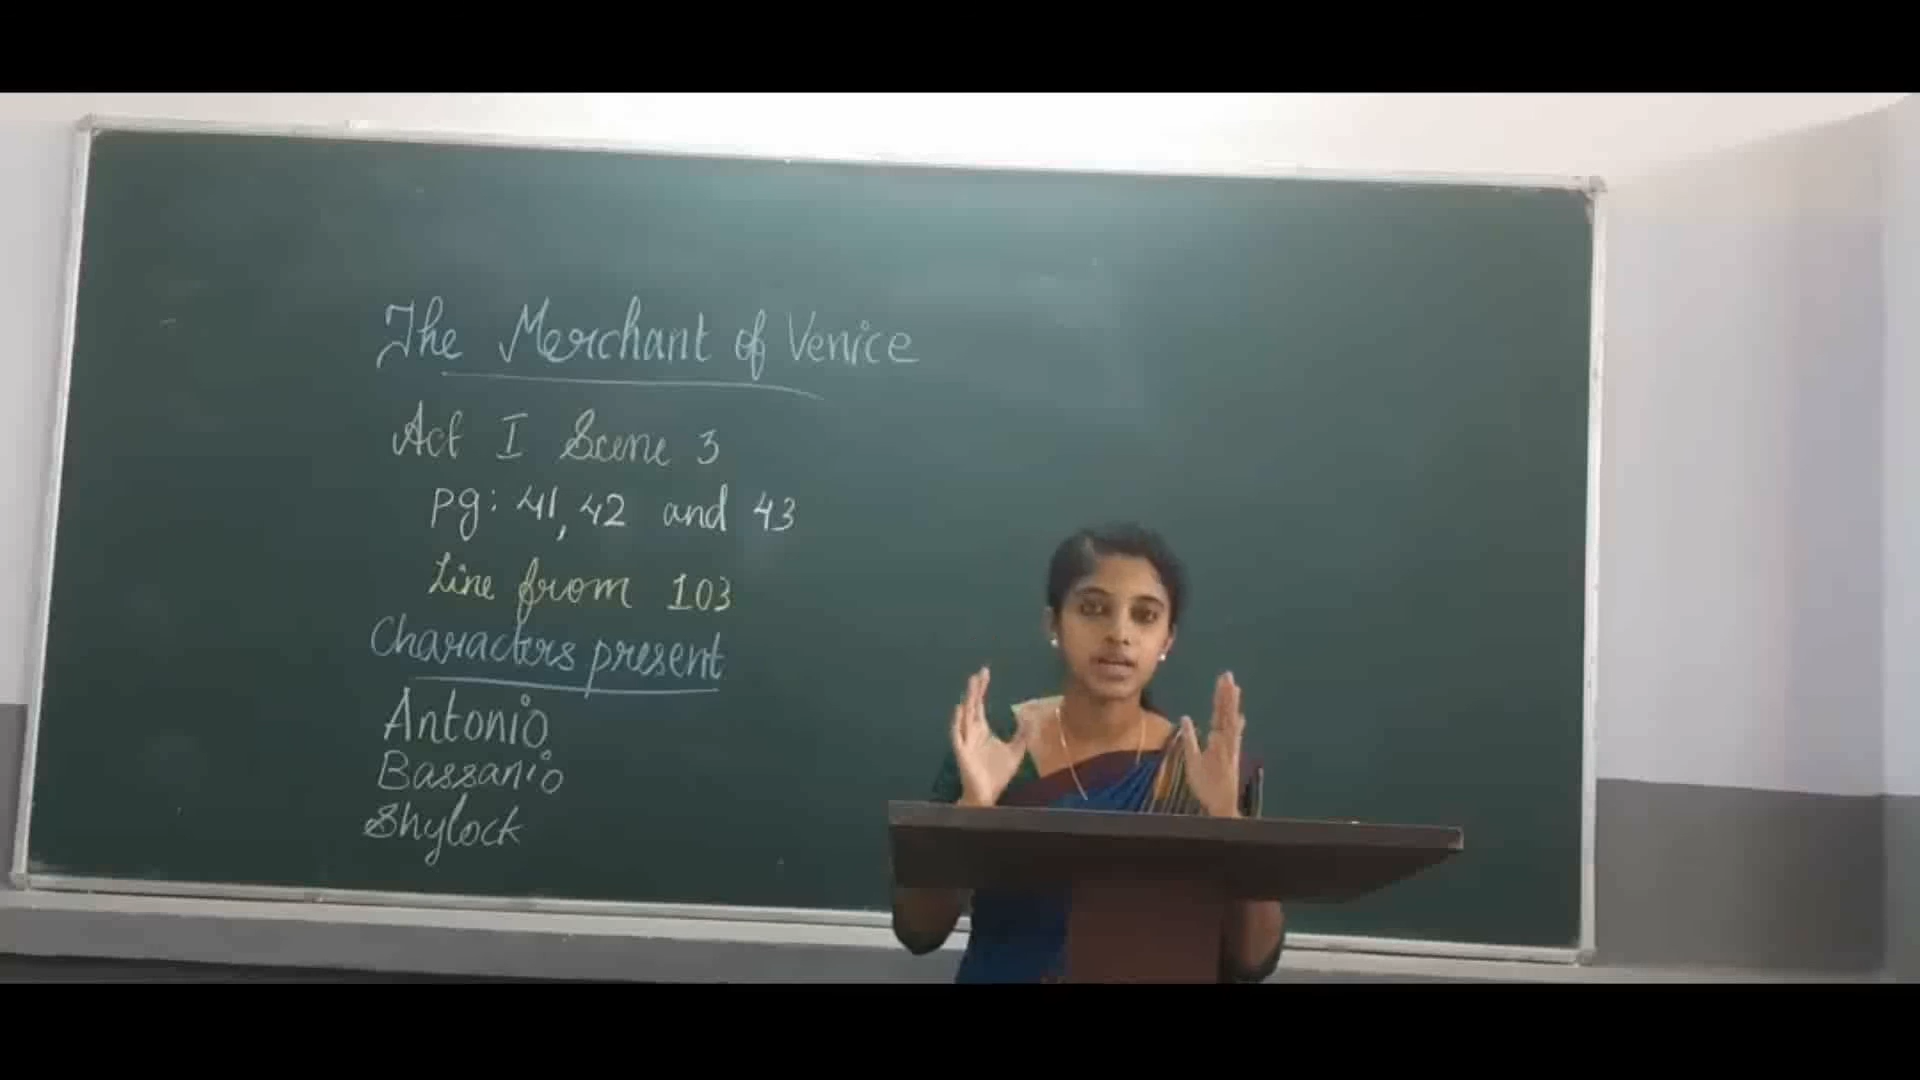 The Merchant of Venice
Act I Scene 3
pg: 41, 42 and 43
Line from 103
Characters present
Antonio
Bassanio
Shylock